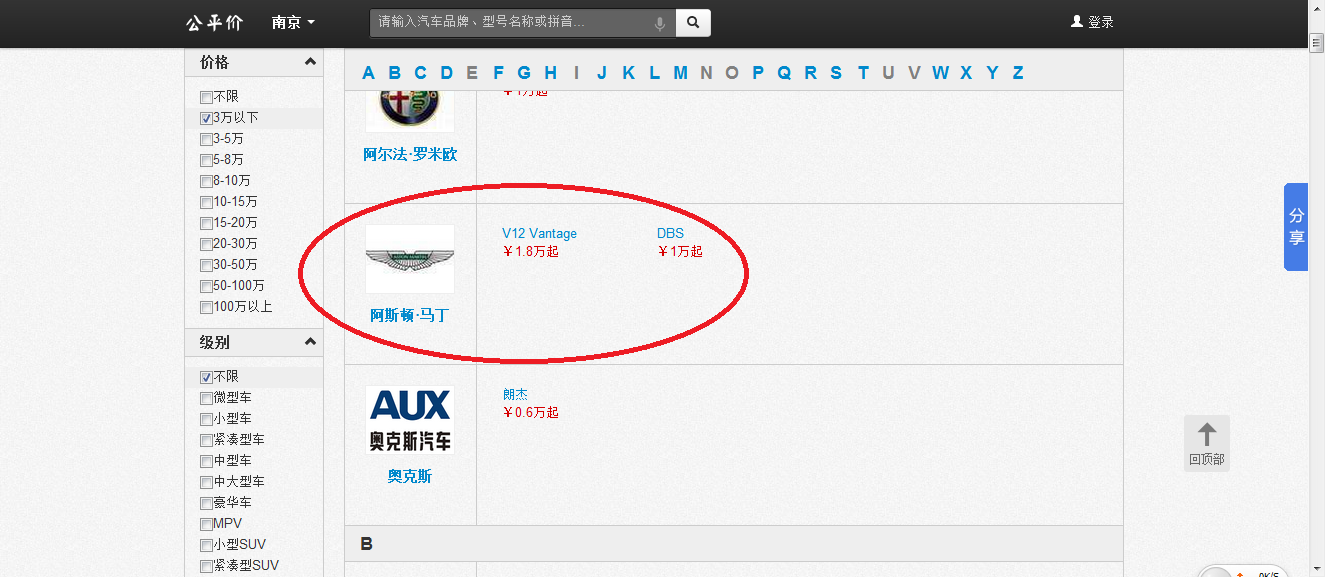 公平价
南京
请输入汽车品牌、型号名称或拼音...
登录
价格
不限
3万以下
3-5万
5-8万
8-10万
10-15万
15-20万
20-30万
30-50万
50-100万
100万以上
级别
不限
微型车
小型车
紧凑型车
中型车
中大型车
豪华车
MPV
小型SUV
紧凑型SUV
A B C D E F G H I J K L M N O P Q R S T U V W X Y Z
￥1万起
阿尔法·罗米欧
ASTON MARTIN
阿斯顿·马丁
V12 Vantage
￥1.8万起
DBS
￥1万起
AUX
奥克斯汽车
奥克斯
朗杰
￥0.6万起
B
分享
回顶部
0K/S